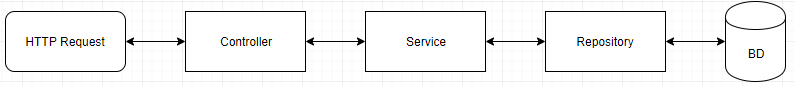 HTTP Request
Controller
Service
Repository
BD